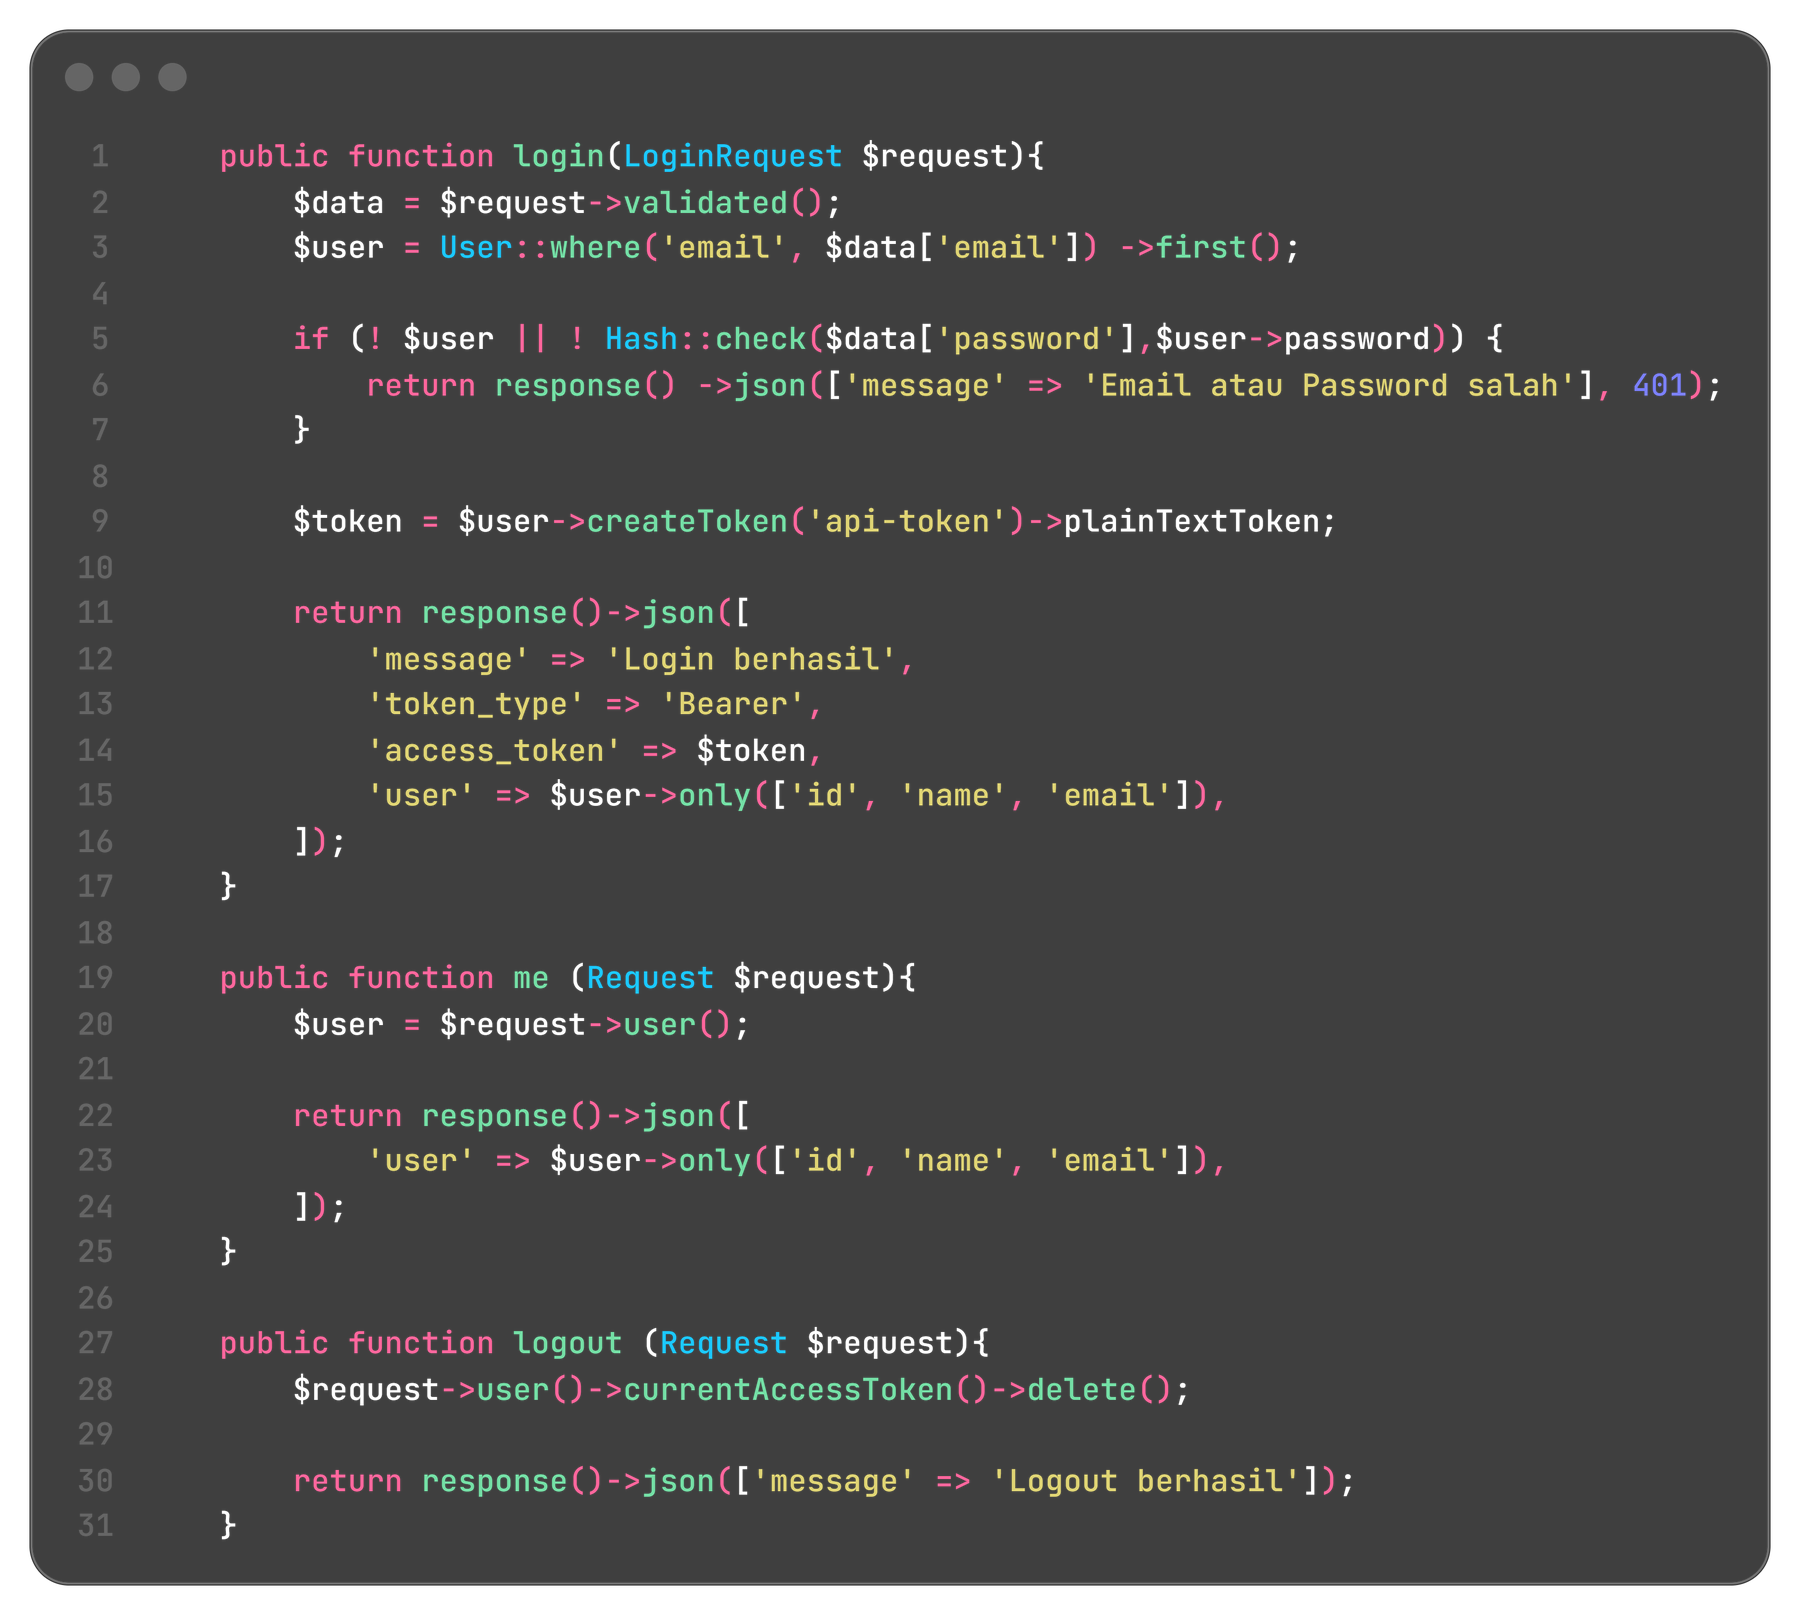 1 public function login(LoginRequest $request){
2 $data = $request->validated();
3 $user = User::where('email', $data['email']) ->first();
4
5 if (! $user || ! Hash::check($data['password'],$user->password)) {
6 return response() ->json(['message' => 'Email atau Password salah'], 401);
7 }
8
9 $token = $user->createToken('api-token')->plainTextToken;
10
11 return response()->json([
12 'message' => 'Login berhasil',
13 'token_type' => 'Bearer',
14 'access_token' => $token,
15 'user' => $user->only(['id', 'name', 'email']),
16 ]);
17 }
18
19 public function me (Request $request){
20 $user = $request->user();
21
22 return response()->json([
23 'user' => $user->only(['id', 'name', 'email']),
24 ]);
25 }
26
27 public function logout (Request $request){
28 $request->user()->currentAccessToken()->delete();
29
30 return response()->json(['message' => 'Logout berhasil']);
31 }